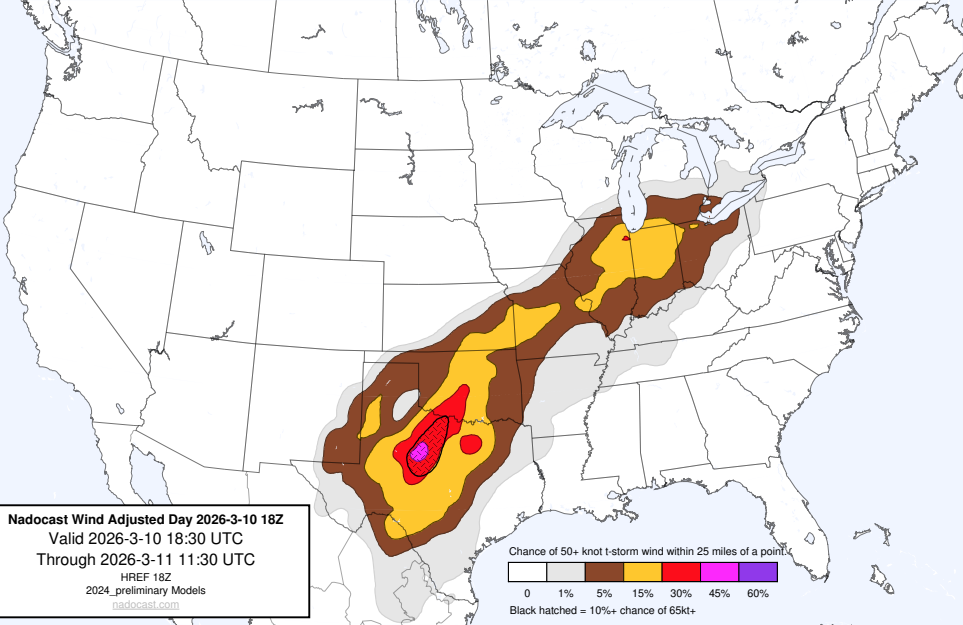 Nadocast Wind Adjusted Day 2026-3-10 18Z
Valid 2026-3-10 18:30 UTC
Through 2026-3-11 11:30 UTC
HREF 18Z
2024_preliminary Models
nadocast.com
Chance of 50+ knot t-storm wind within 25 miles of a point.
0 1% 5% 15% 30% 45% 60%
Black hatched = 10%+ chance of 65kt+